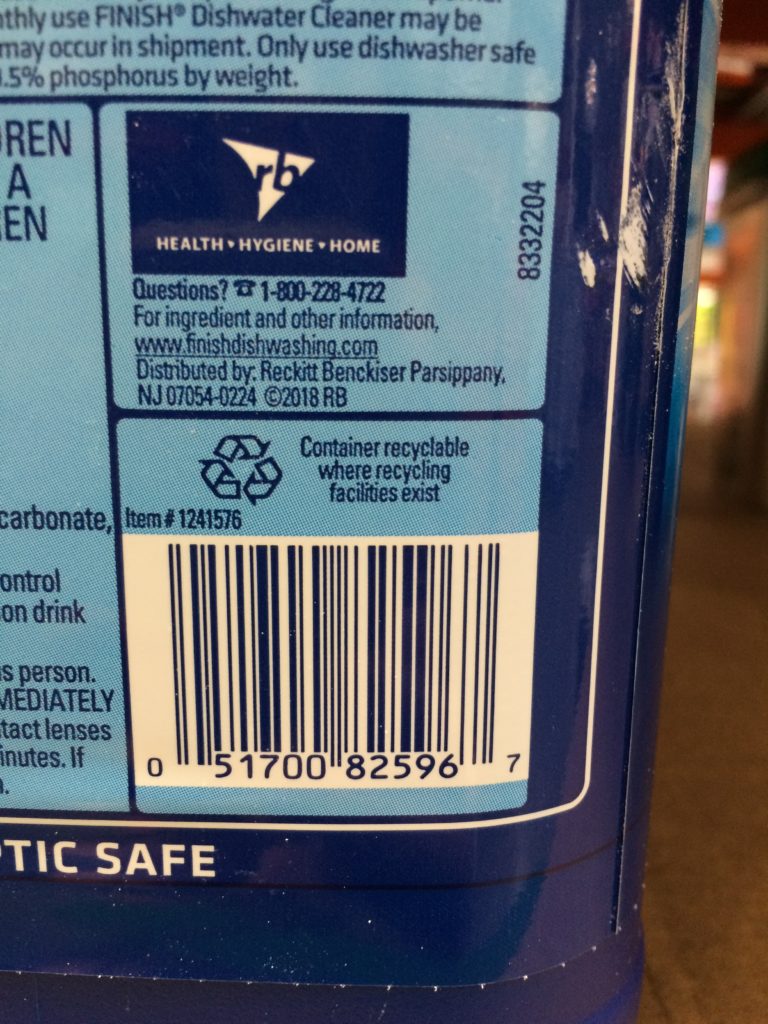 nthly use FINISH® Dishwater Cleaner may be
may occur in shipment. Only use dishwasher safe
.5% phosphorus by weight.
REN
A
EN
rb
HEALTH • HYGIENE • HOME
8332204
Questions? ☎ 1-800-228-4722
For ingredient and other information,
www.finishdishwashing.com
Distributed by: Reckitt Benckiser Parsippany,
NJ 07054-0224 ©2018 RB
Container recyclable
where recycling
facilities exist
carbonate,
Item # 1241576
ontrol
on drink
s person.
MEDIATELY
tact lenses
inutes. If
0 51700 82596 7
TIC SAFE